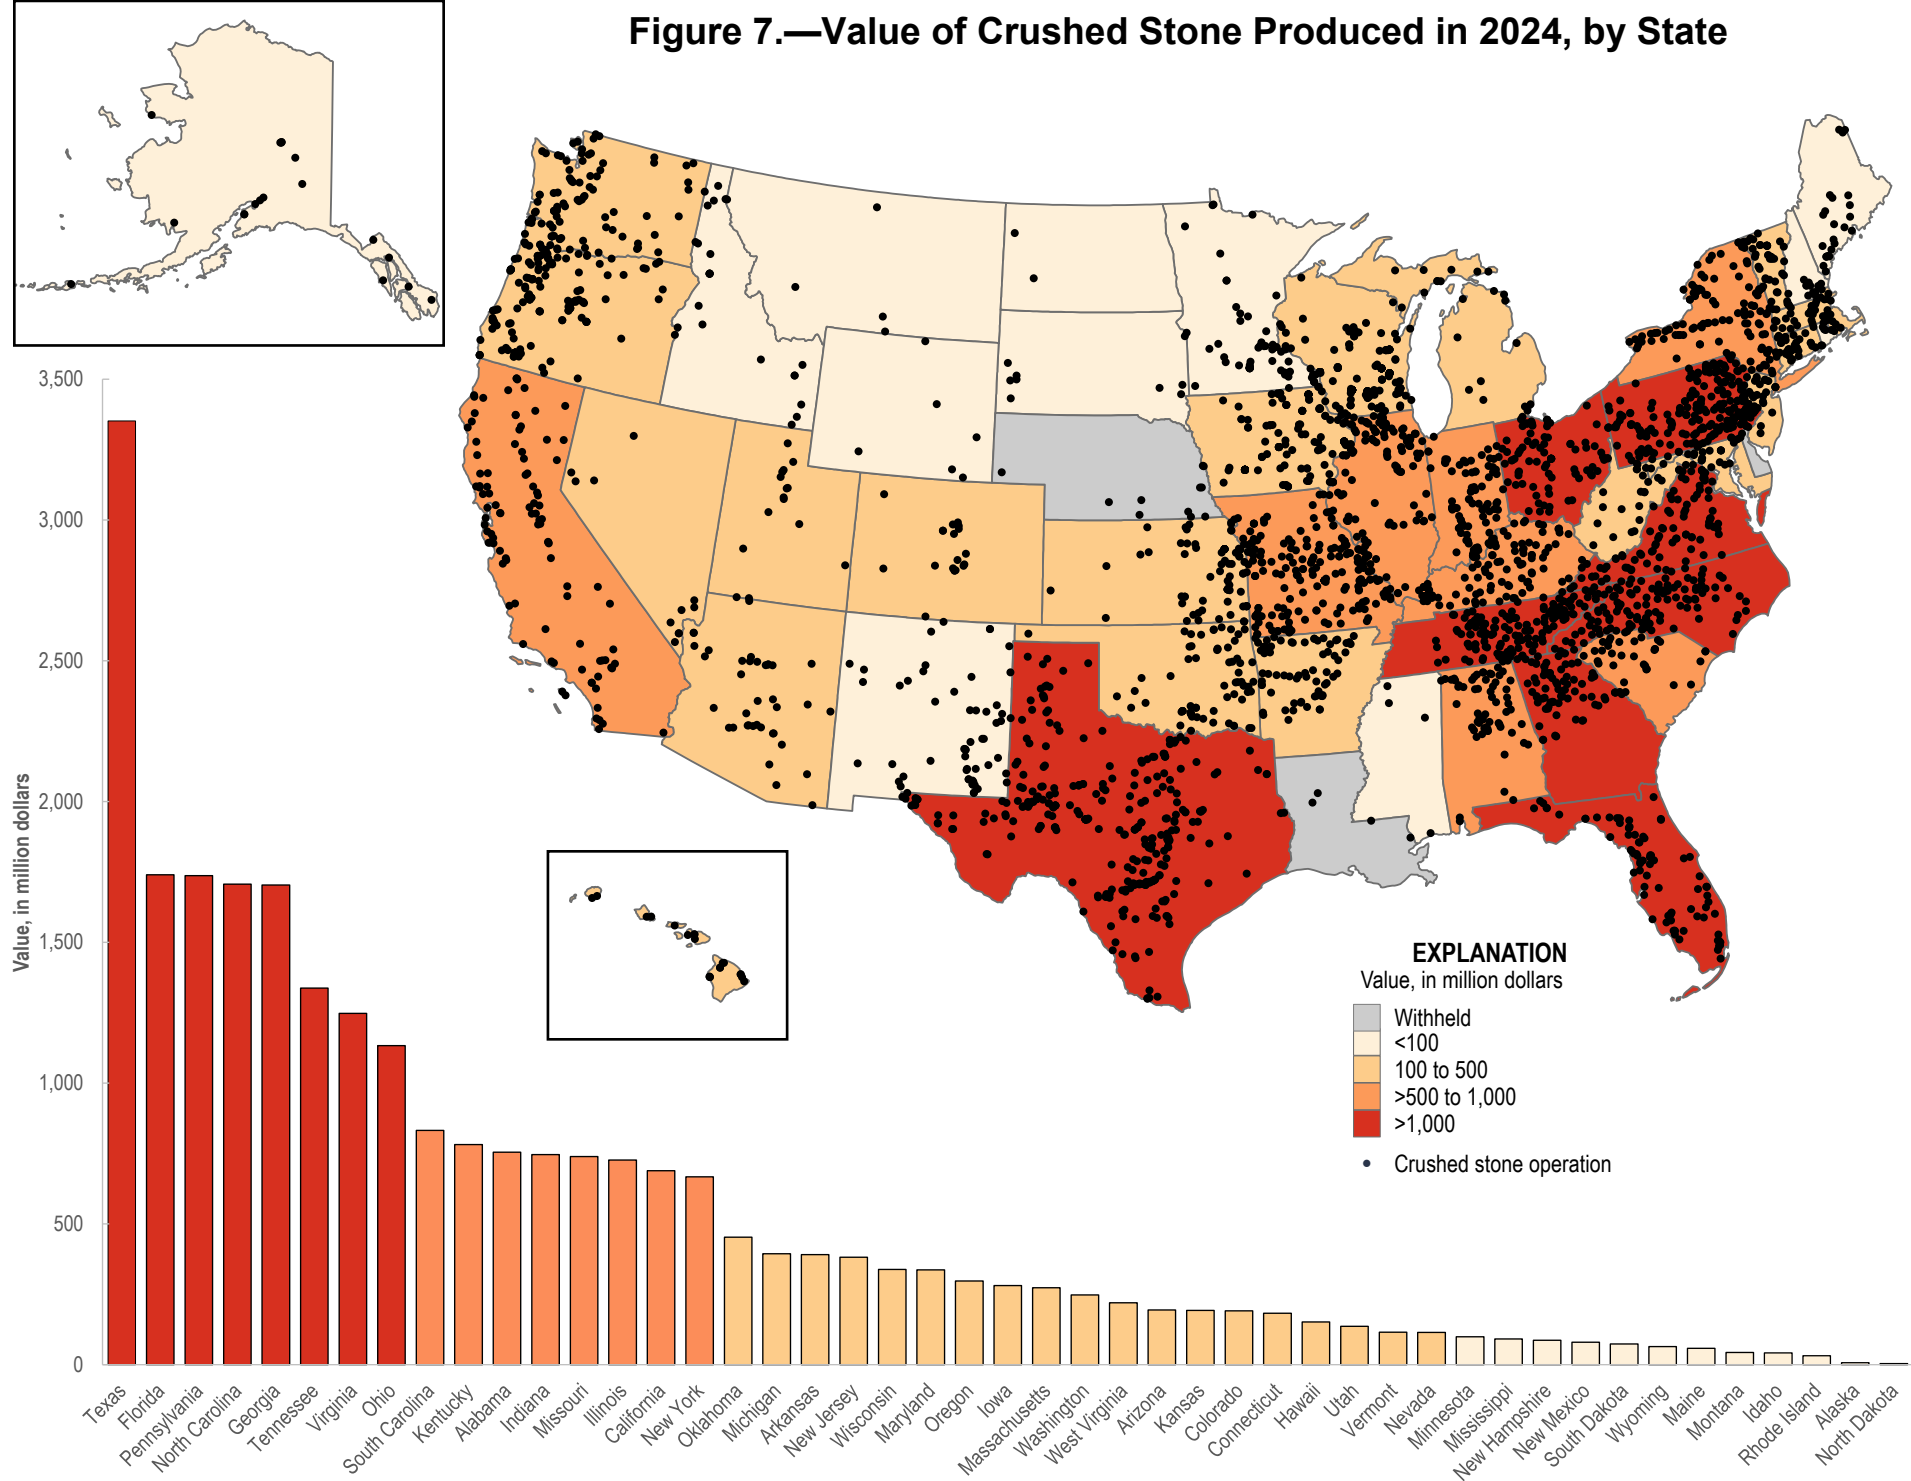 Figure 7.—Value of Crushed Stone Produced in 2024, by State
3,500
3,000
2,500
2,000
1,500
1,000
500
0
Value, in million dollars
EXPLANATION
Value, in million dollars
Withheld
<100
100 to 500
>500 to 1,000
>1,000
Crushed stone operation
Texas
Florida
Pennsylvania
North Carolina
Georgia
Tennessee
Virginia
Ohio
South Carolina
Kentucky
Alabama
Indiana
Missouri
Illinois
California
New York
Oklahoma
Michigan
Arkansas
New Jersey
Wisconsin
Maryland
Oregon
Iowa
Massachusetts
Washington
West Virginia
Arizona
Kansas
Colorado
Connecticut
Hawaii
Utah
Vermont
Nevada
Minnesota
Mississippi
New Hampshire
New Mexico
South Dakota
Wyoming
Maine
Montana
Idaho
Rhode Island
Alaska
North Dakota